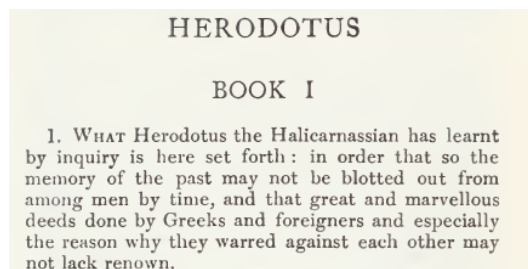 HERODOTUS
BOOK I
1. WHAT Herodotus the Halicarnassian has learnt
by inquiry is here set forth : in order that so the
memory of the past may not be blotted out from
among men by time, and that great and marvellous
deeds done by Greeks and foreigners and especially
the reason why they warred against each other may
not lack renown.